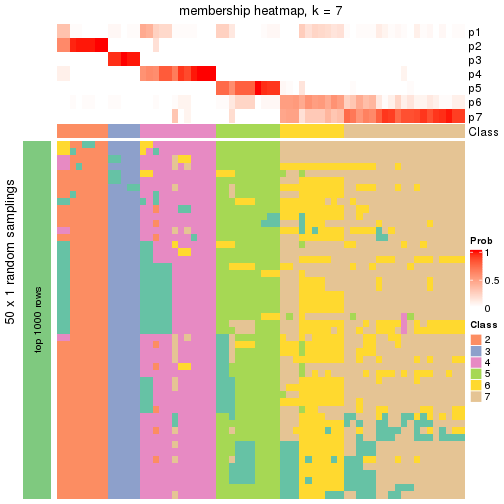 membership heatmap, k = 7
p1
p2
p3
p4
p5
p6
p7
Class
50 x 1 random samplings
top 1000 rows
Prob
1
0.5
0
Class
2
3
4
5
6
7